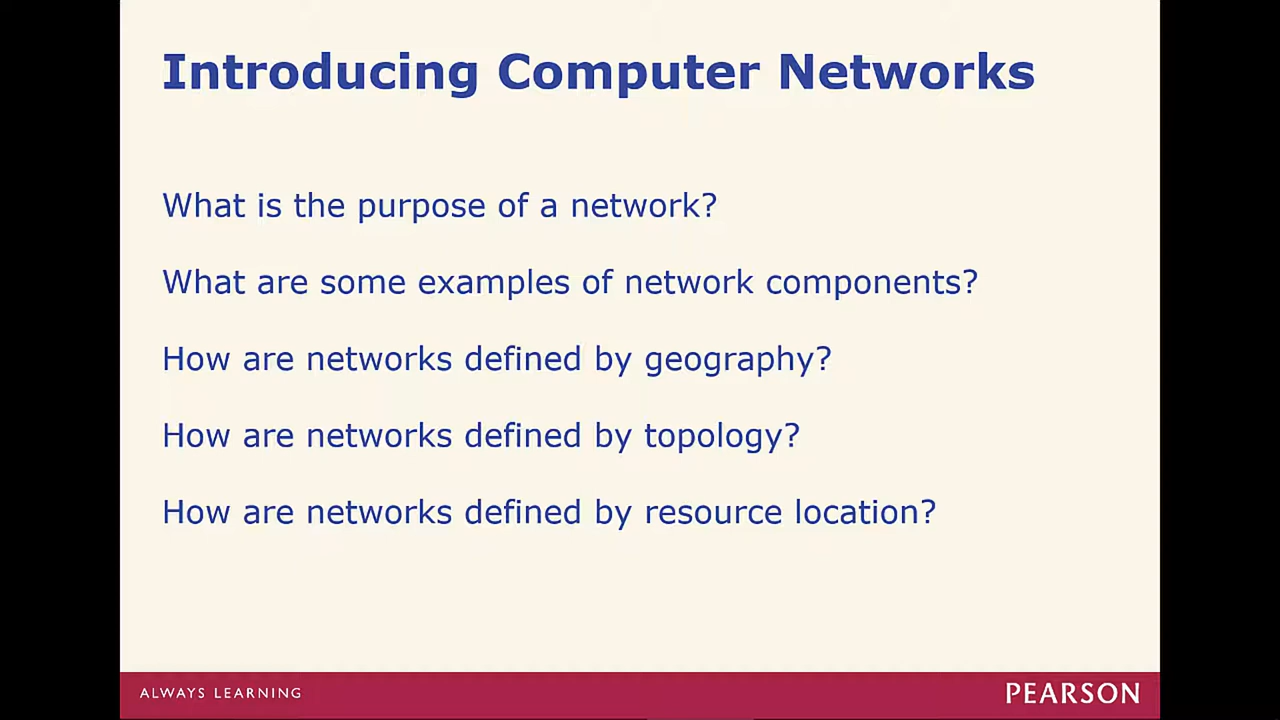 Introducing Computer Networks
What is the purpose of a network?
What are some examples of network components?
How are networks defined by geography?
How are networks defined by topology?
How are networks defined by resource location?
ALWAYS LEARNING
PEARSON